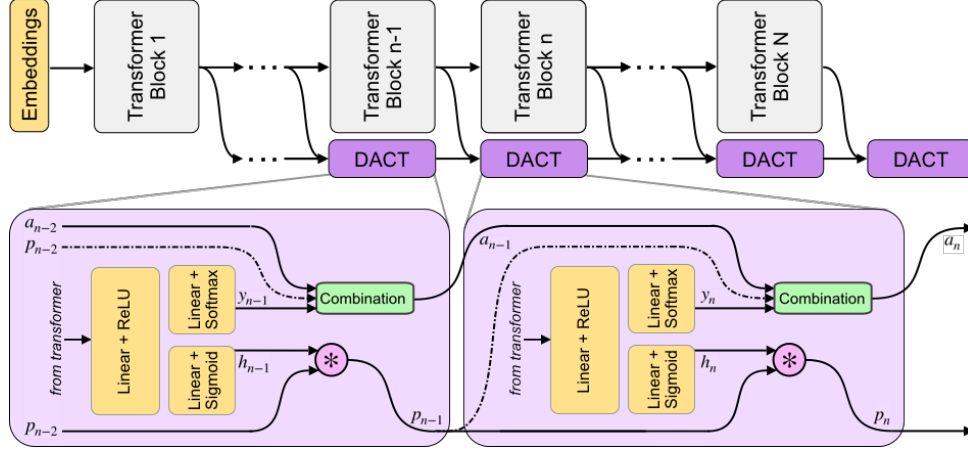 Embeddings
Transformer
Block 1
Transformer
Block n-1
Transformer
Block n
Transformer
Block N
DACT
DACT
DACT
DACT
a_{n-2}
p_{n-2}
from transformer
Linear + ReLU
Linear +
Softmax
y_{n-1}
Combination
Linear +
Sigmoid
h_{n-1}
*
p_{n-2}
p_{n-1}
a_{n-1}
from transformer
Linear + ReLU
Linear +
Softmax
y_n
Combination
Linear +
Sigmoid
h_n
*
p_n
a_n